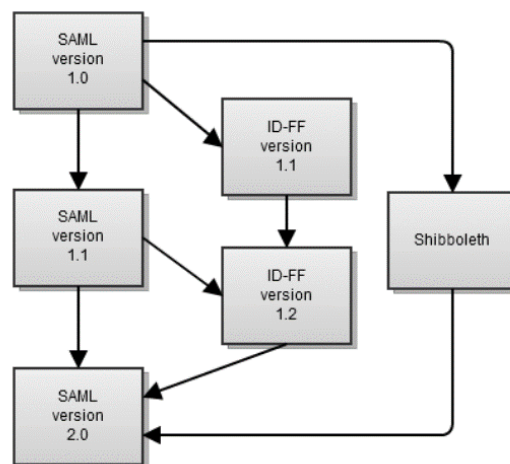 SAML
version
1.0
ID-FF
version
1.1
SAML
version
1.1
Shibboleth
ID-FF
version
1.2
SAML
version
2.0